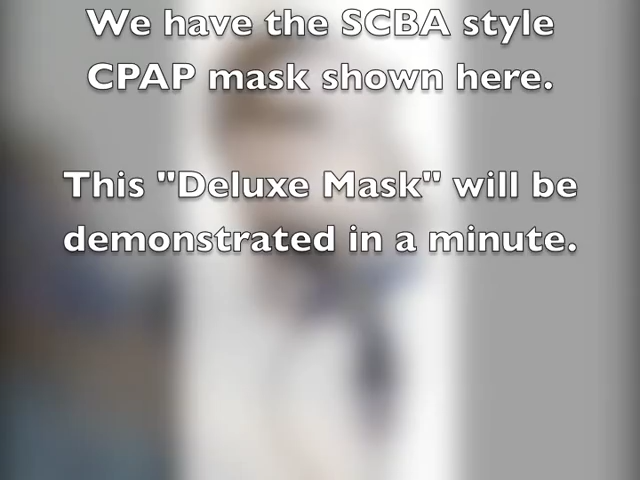 We have the SCBA style
CPAP mask shown here.
This "Deluxe Mask" will be
demonstrated in a minute.